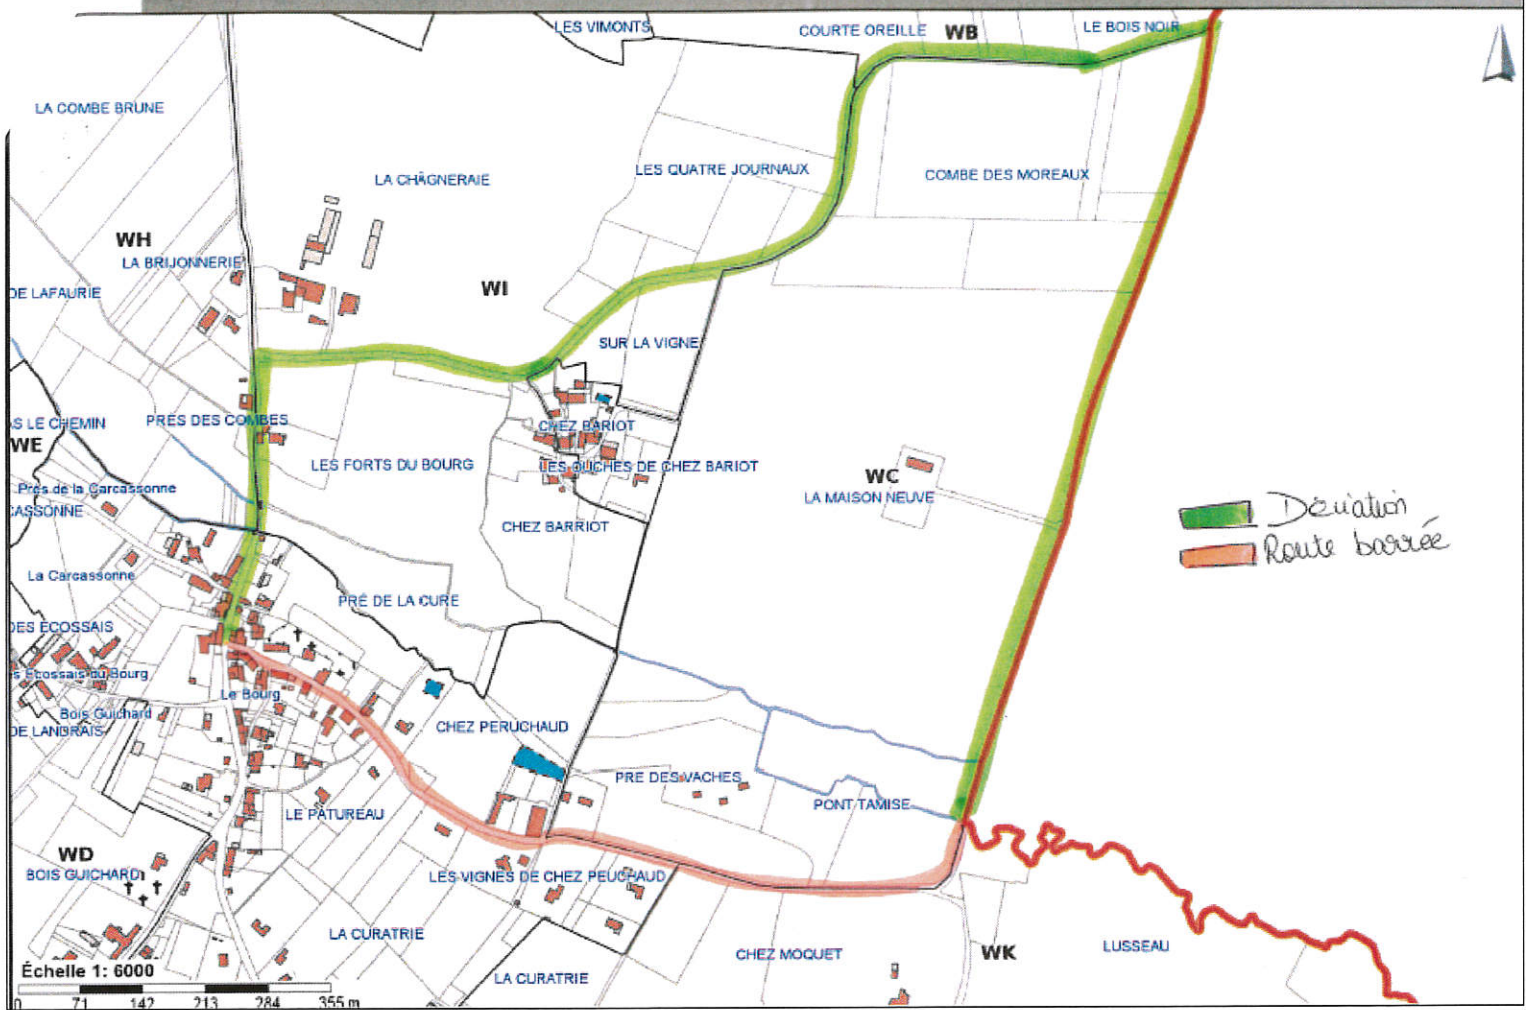 LES VIMONTS
COURTE OREILLE
WB
LE BOIS NOIR
LA COMBE BRUNE
LA CHÂGNERAIE
LES QUATRE JOURNAUX
COMBE DES MOREAUX
WH
LA BRIJONNERIE
WI
DE LAFAURIE
SUR LA VIGNE
PRÉS DES COMBES
CHEZ BARIOT
S LE CHEMIN
WE
LES FORTS DU BOURG
LES OUCHES DE CHEZ BARIOT
WC
LA MAISON NEUVE
Prés de la Carcassonne
CASSONNE
CHEZ BARRIOT
Déviation
Route barrée
La Carcassonne
PRÉ DE LA CURE
DES ÉCOSSAIS
s Écossais du Bourg
Le Bourg
Bois Guichard
DE LANDRAIS
CHEZ PERUCHAUD
PRE DES VACHES
PONT TAMISE
LE PATUREAU
WD
BOIS GUICHARD
LES VIGNES DE CHEZ PEUCHAUD
LA CURATRIE
CHEZ MOQUET
WK
LUSSEAU
LA CURATRIE
Échelle 1: 6000
0 71 142 213 284 355 m